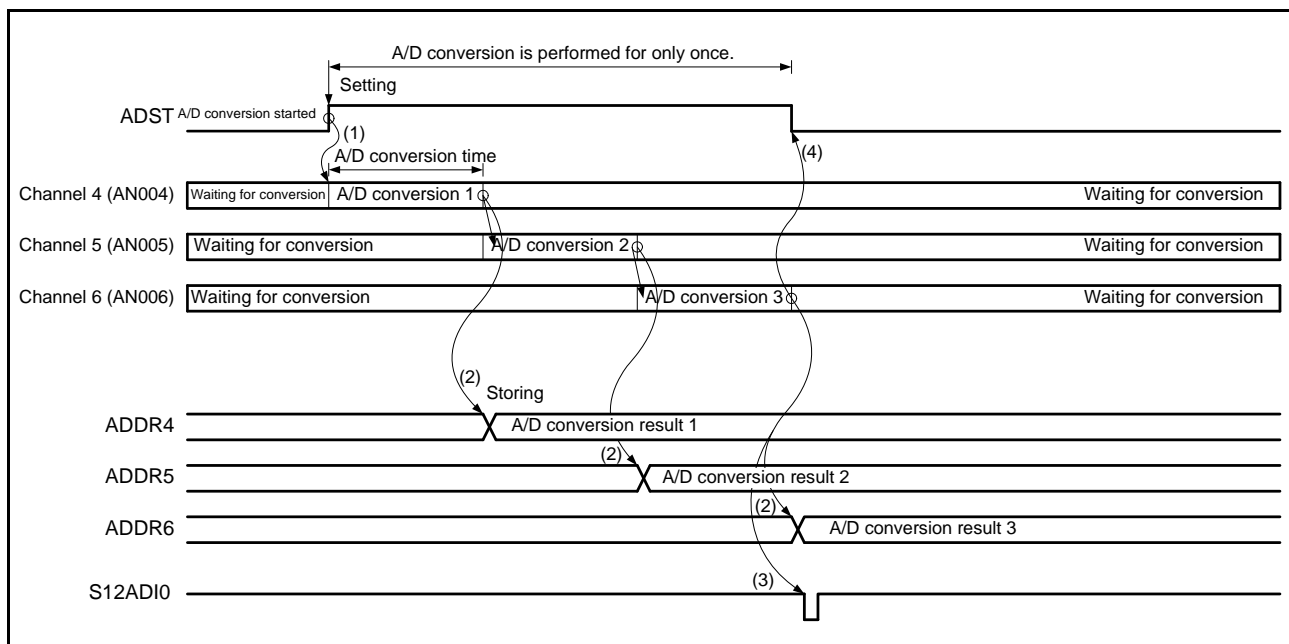 A/D conversion is performed for only once.
Setting
ADST A/D conversion started
(1)
(4)
A/D conversion time
Channel 4 (AN004) Waiting for conversion A/D conversion 1 Waiting for conversion
Channel 5 (AN005) Waiting for conversion A/D conversion 2 Waiting for conversion
Channel 6 (AN006) Waiting for conversion A/D conversion 3 Waiting for conversion
(2) Storing
ADDR4 A/D conversion result 1
(2)
ADDR5 A/D conversion result 2
(2)
ADDR6 A/D conversion result 3
(3)
S12ADI0